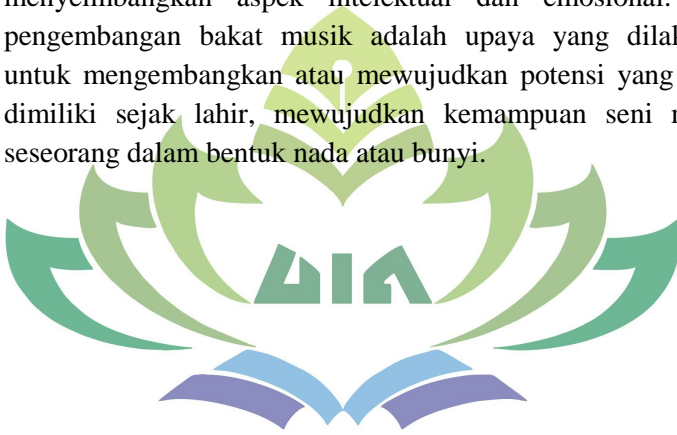 menyeimbangkan aspek intelektual dan emosional.
pengembangan bakat musik adalah upaya yang dilak
untuk mengembangkan atau mewujudkan potensi yang
dimiliki sejak lahir, mewujudkan kemampuan seni
seseorang dalam bentuk nada atau bunyi.
UIN